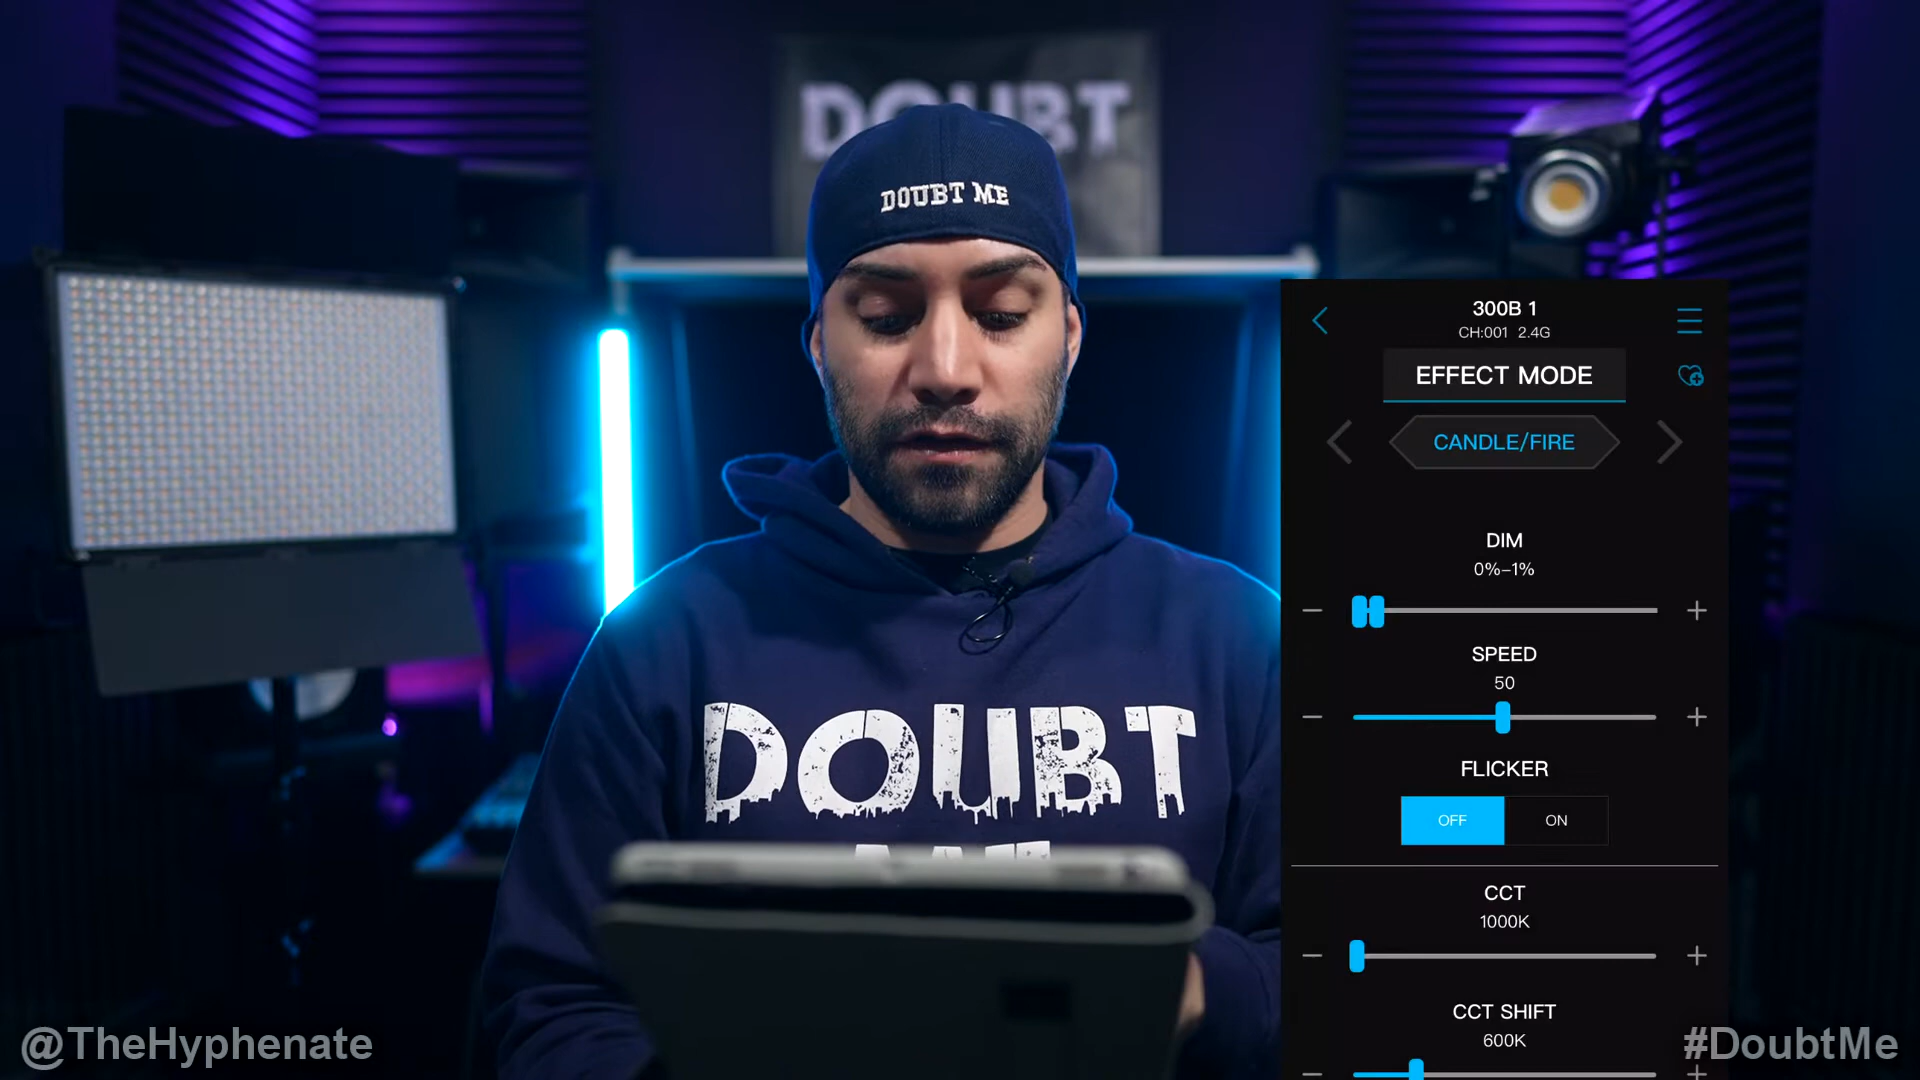 DOUBT
DOUBT ME
DOUBT
300B 1
CH:001 2.4G
EFFECT MODE
CANDLE/FIRE
DIM
0%-1%
SPEED
50
FLICKER
OFF ON
CCT
1000K
CCT SHIFT
600K
@TheHyphenate
#DoubtMe